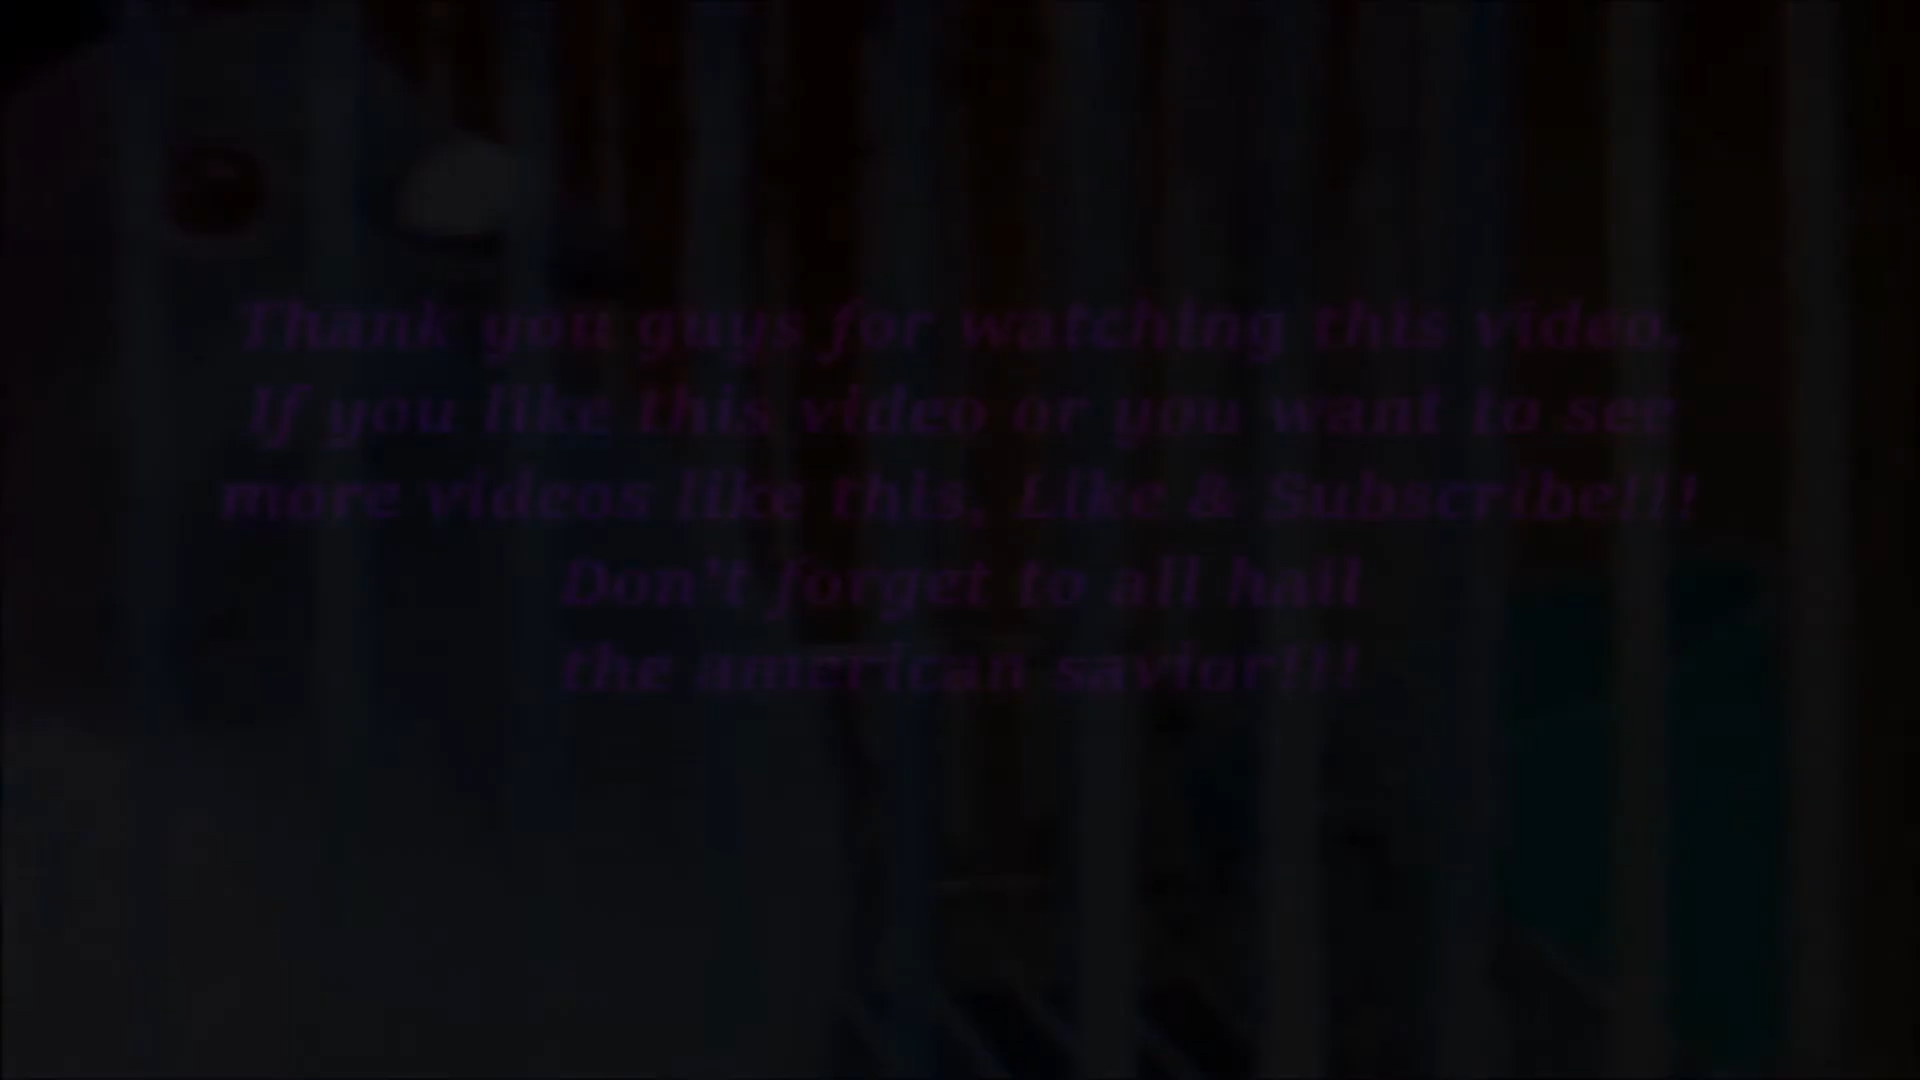 Thank you guys for watching this video.
If you like this video or you want to see
more videos like this, Like & Subscribe!!!
Don't forget to all hail
the american savior!!!